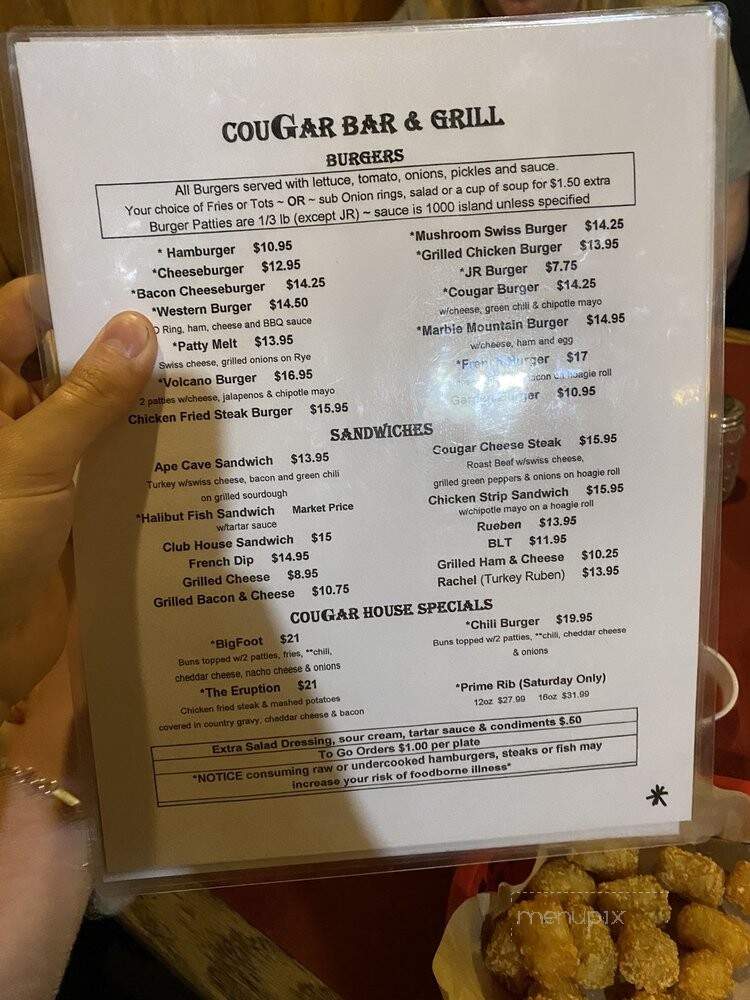 COUGAR BAR & GRILL
BURGERS
All Burgers served with lettuce, tomato, onions, pickles and sauce.
Your choice of Fries or Tots ~ OR ~ sub Onion rings, salad or a cup of soup for $1.50 extra
Burger Patties are 1/3 lb (except JR) ~ sauce is 1000 island unless specified
* Hamburger $10.95
*Cheeseburger $12.95
*Bacon Cheeseburger $14.25
*Western Burger $14.50
O Ring, ham, cheese and BBQ sauce
*Patty Melt $13.95
Swiss cheese, grilled onions on Rye
*Volcano Burger $16.95
2 patties w/cheese, jalapenos & chipotle mayo
Chicken Fried Steak Burger $15.95
*Mushroom Swiss Burger $14.25
*Grilled Chicken Burger $13.95
*JR Burger $7.75
*Cougar Burger $14.25
w/cheese, green chili & chipotle mayo
*Marble Mountain Burger $14.95
w/cheese, ham and egg
*French Burger $17
bacon on hoagie roll
Garden Burger $10.95
SANDWICHES
Ape Cave Sandwich $13.95
Turkey w/swiss cheese, bacon and green chili
on grilled sourdough
*Halibut Fish Sandwich Market Price
w/tartar sauce
Club House Sandwich $15
French Dip $14.95
Grilled Cheese $8.95
Grilled Bacon & Cheese $10.75
Cougar Cheese Steak $15.95
Roast Beef w/swiss cheese,
grilled green peppers & onions on hoagie roll
Chicken Strip Sandwich $15.95
w/chipotle mayo on a hoagie roll
Rueben $13.95
BLT $11.95
Grilled Ham & Cheese $10.25
Rachel (Turkey Ruben) $13.95
COUGAR HOUSE SPECIALS
*BigFoot $21
Buns topped w/2 patties, fries, **chili,
cheddar cheese, nacho cheese & onions
*The Eruption $21
Chicken fried steak & mashed potatoes
covered in country gravy, cheddar cheese & bacon
*Chili Burger $19.95
Buns topped w/2 patties, **chili, cheddar cheese
& onions
*Prime Rib (Saturday Only)
12oz $27.99 16oz $31.99
Extra Salad Dressing, sour cream, tartar sauce & condiments $.50
To Go Orders $1.00 per plate
*NOTICE consuming raw or undercooked hamburgers, steaks or fish may
increase your risk of foodborne illness*
*
menupix